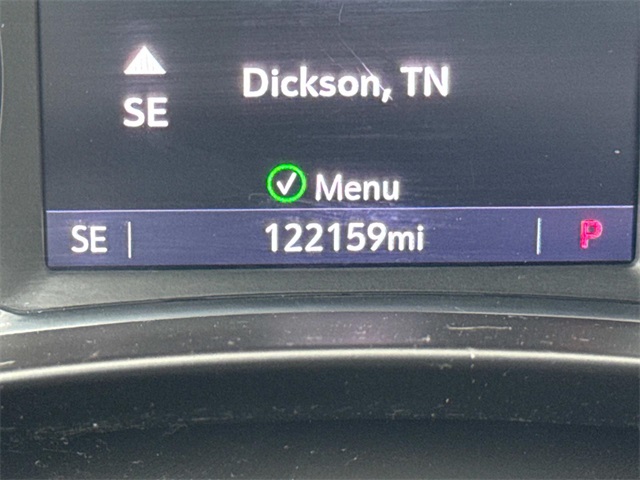 Dickson, TN
SE
Menu
SE 122159mi P